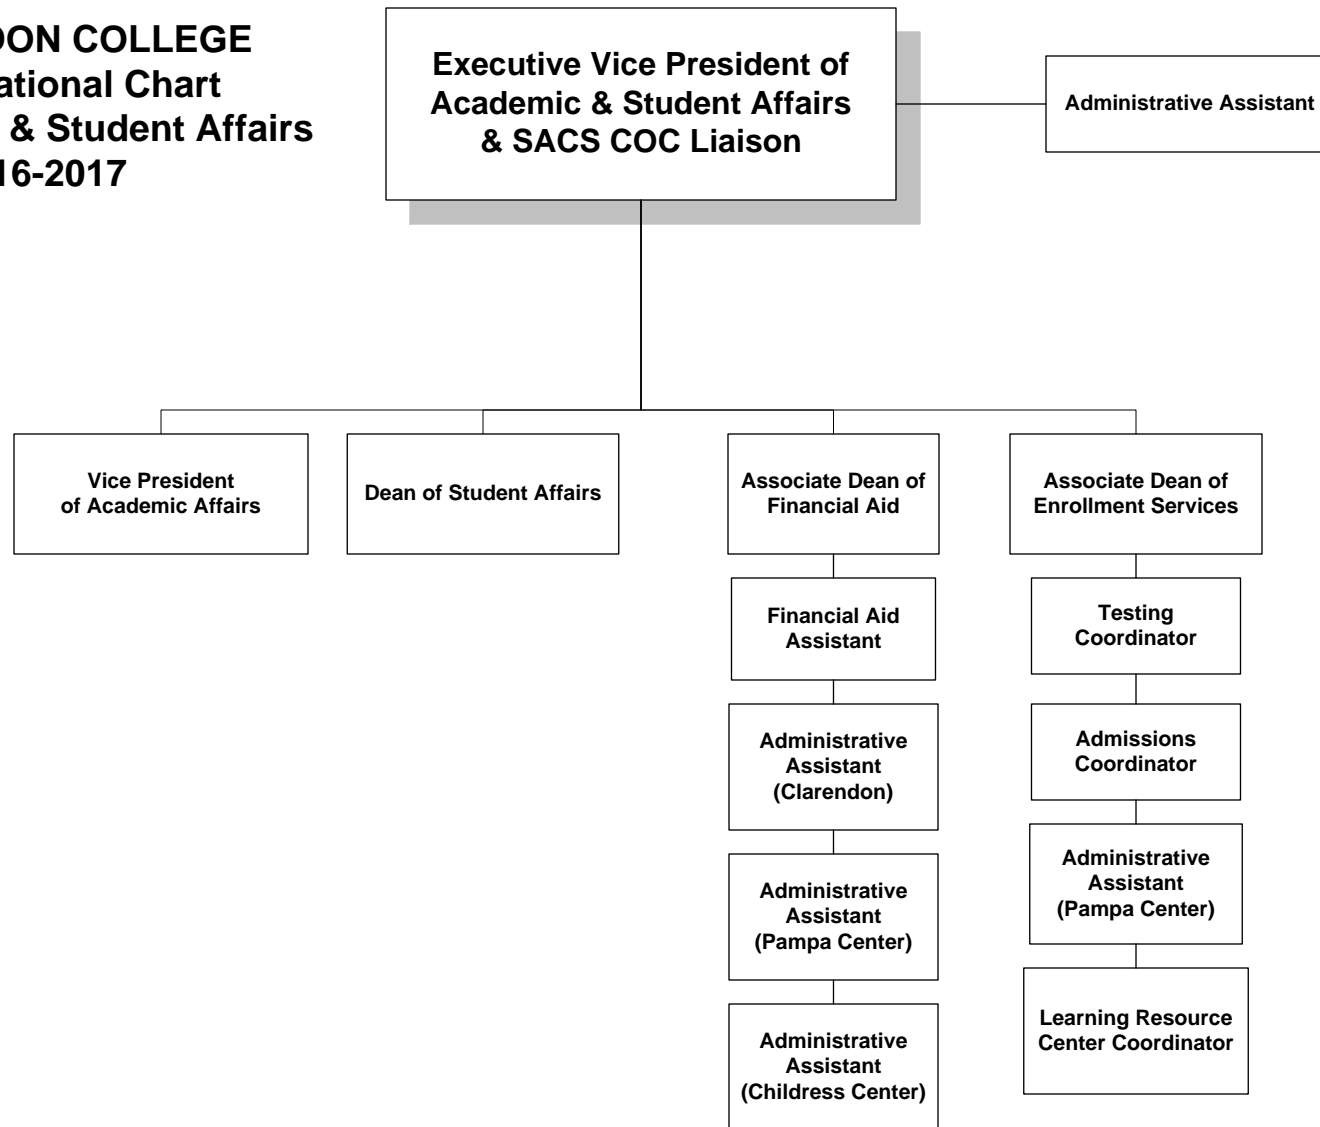 DON COLLEGE
ational Chart
& Student Affairs
16-2017
Executive Vice President of
Academic & Student Affairs
& SACS COC Liaison
Administrative Assistant
Vice President
of Academic Affairs
Dean of Student Affairs
Associate Dean of
Financial Aid
Associate Dean of
Enrollment Services
Financial Aid
Assistant
Testing
Coordinator
Administrative
Assistant
(Clarendon)
Admissions
Coordinator
Administrative
Assistant
(Pampa Center)
Administrative
Assistant
(Pampa Center)
Learning Resource
Center Coordinator
Administrative
Assistant
(Childress Center)